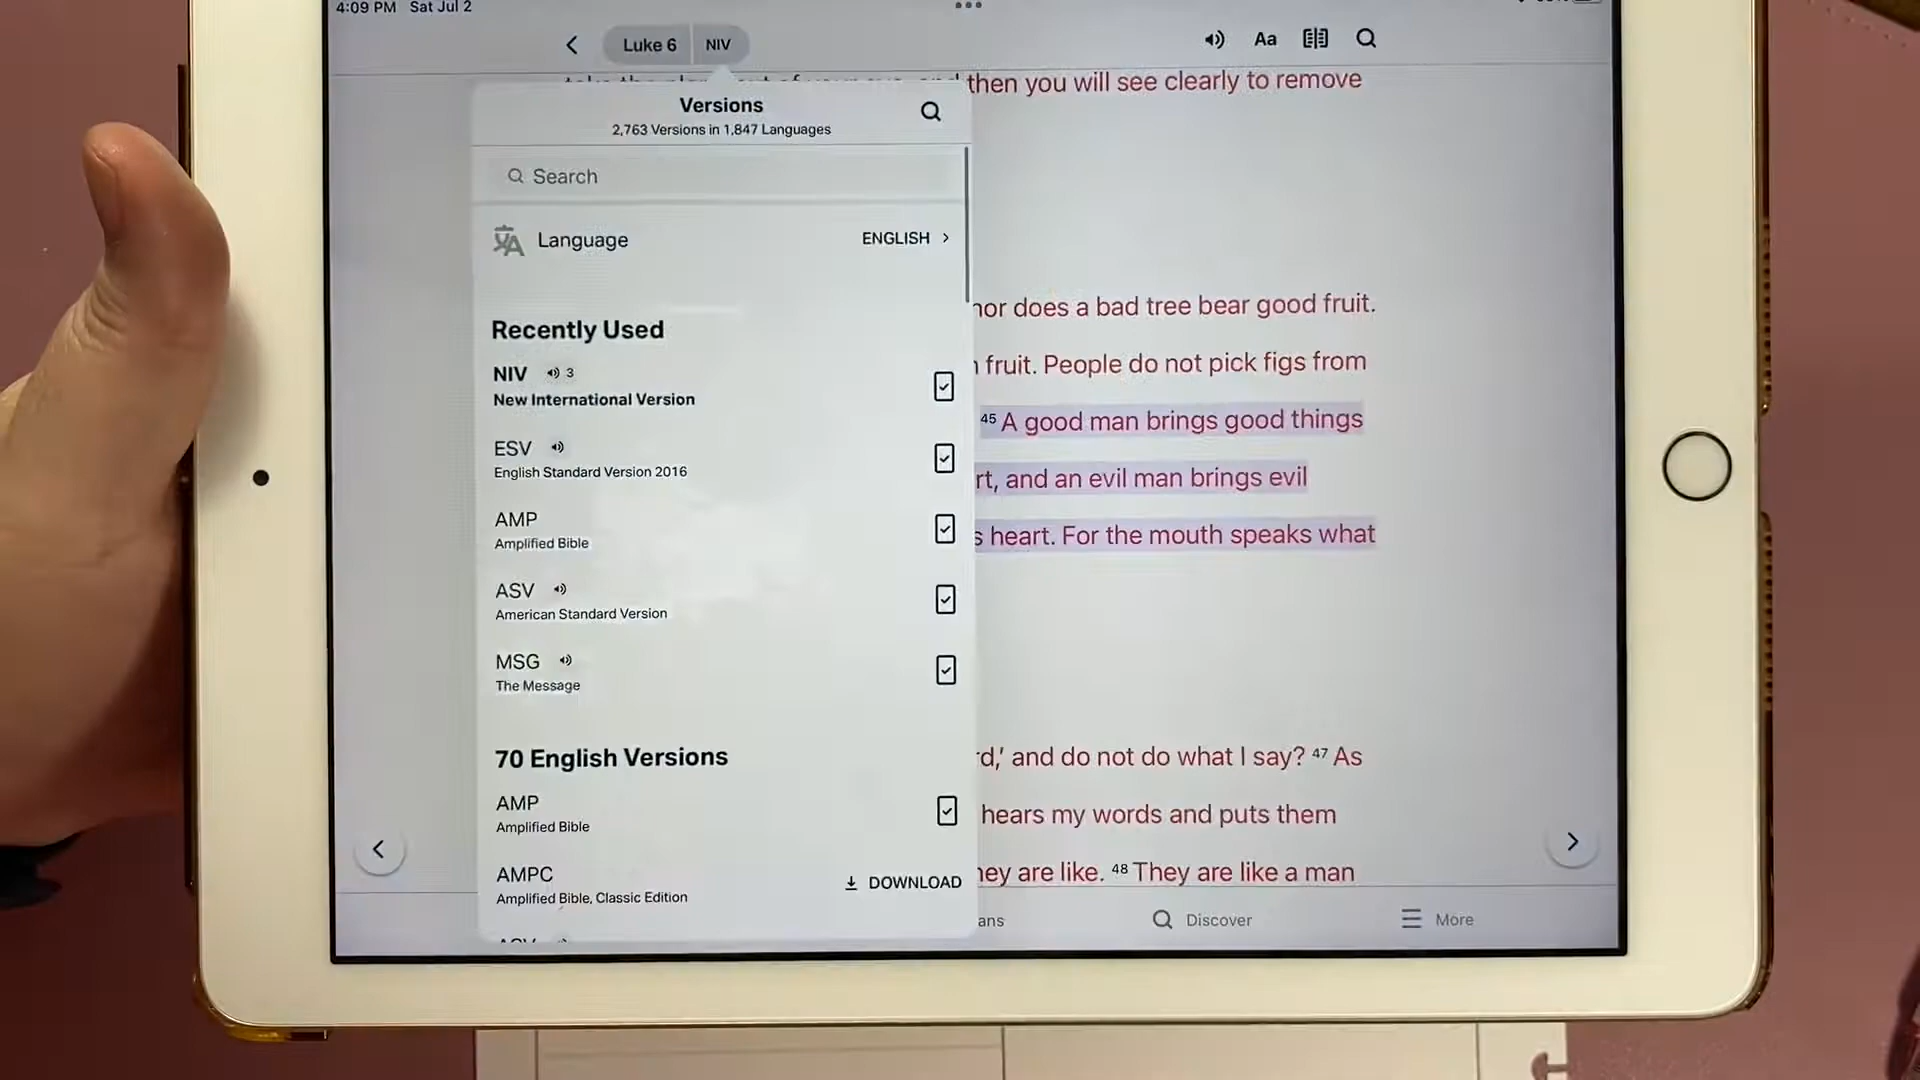 4:09 PM Sat Jul 2
Luke 6 NIV
Aa
then you will see clearly to remove
Versions
2,763 Versions in 1,847 Languages
Search
Language ENGLISH
Recently Used
NIV 3
New International Version
ESV
English Standard Version 2016
AMP
Amplified Bible
ASV
American Standard Version
MSG
The Message
70 English Versions
AMP
Amplified Bible
AMPC
Amplified Bible, Classic Edition
DOWNLOAD
nor does a bad tree bear good fruit.
fruit. People do not pick figs from
45 A good man brings good things
rt, and an evil man brings evil
s heart. For the mouth speaks what
rd,' and do not do what I say? 47 As
hears my words and puts them
hey are like. 48 They are like a man
ans
Discover
More